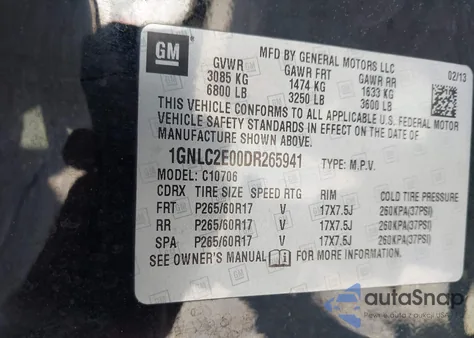 GM
MFD BY GENERAL MOTORS LLC
02/13
GVWR GAWR FRT GAWR RR
3085 KG 1474 KG 1633 KG
6800 LB 3250 LB 3600 LB
THIS VEHICLE CONFORMS TO ALL APPLICABLE U.S. FEDERAL MOTOR
VEHICLE SAFETY STANDARDS IN EFFECT ON THE DATE OF
MANUFACTURE SHOWN ABOVE.
1GNLC2E00DR265941 TYPE: M.P.V.
MODEL: C10706
CDRX TIRE SIZE SPEED RTG RIM COLD TIRE PRESSURE
FRT P265/60R17 V 17X7.5J 260KPA(37PSI)
RR P265/60R17 V 17X7.5J 260KPA(37PSI)
SPA P265/60R17 V 17X7.5J 260KPA(37PSI)
SEE OWNER'S MANUAL FOR MORE INFORMATION.
autoSnap